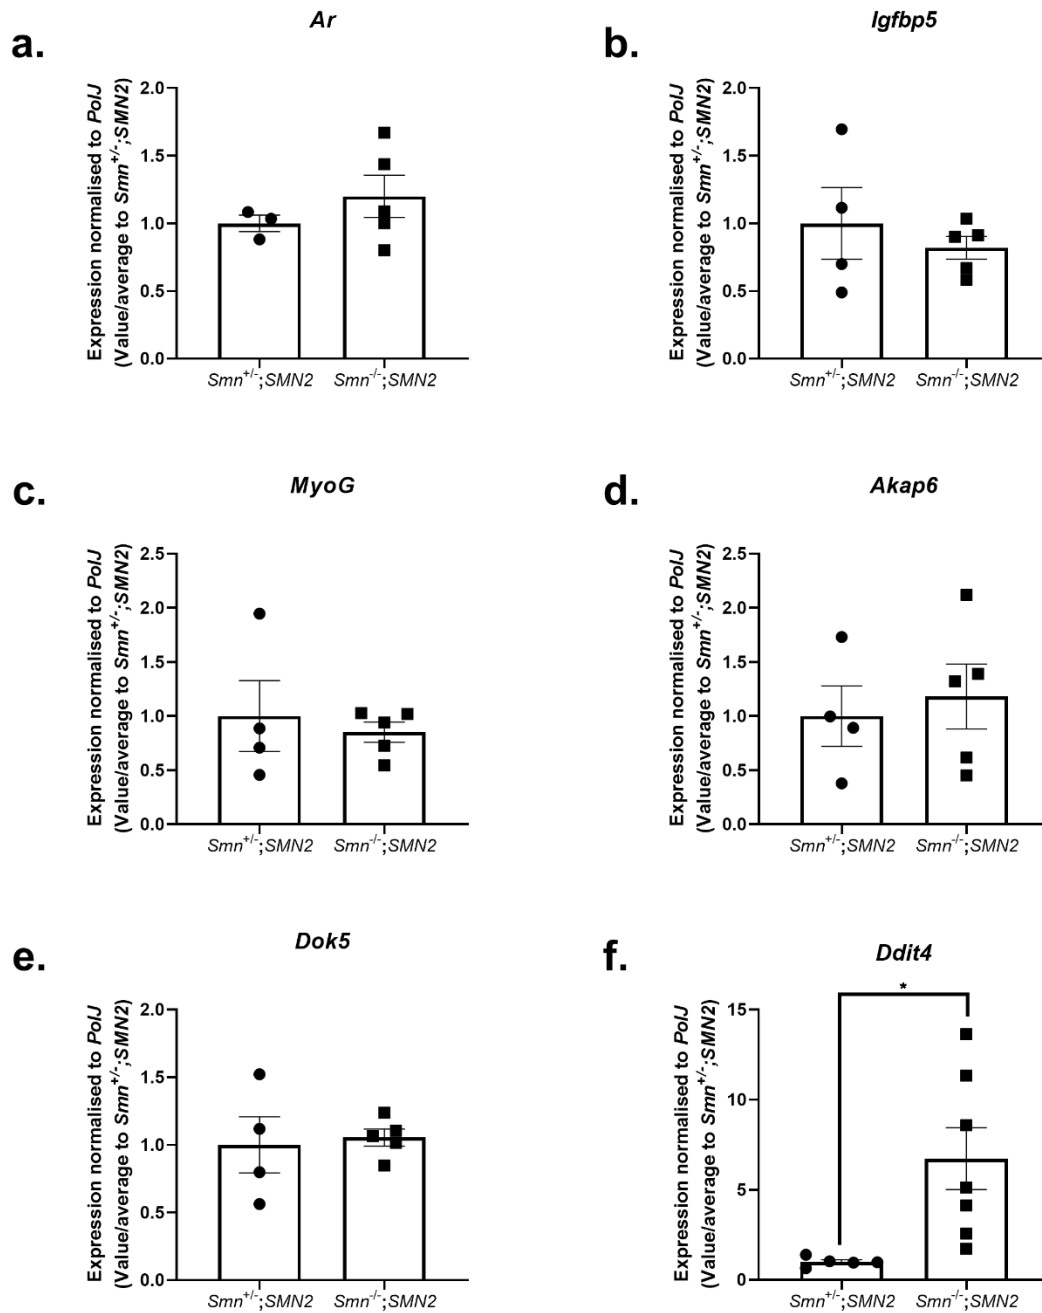 a.
Ar
Expression normalised to PolJ
(Value/average to Smn+/-;SMN2)
2.0
1.5
1.0
0.5
0.0
Smn+/-;SMN2
Smn-/-;SMN2
b.
Igfbp5
Expression normalised to PolJ
(Value/average to Smn+/-;SMN2)
2.0
1.5
1.0
0.5
0.0
Smn+/-;SMN2
Smn-/-;SMN2
c.
MyoG
Expression normalised to PolJ
(Value/average to Smn+/-;SMN2)
2.5
2.0
1.5
1.0
0.5
0.0
Smn+/-;SMN2
Smn-/-;SMN2
d.
Akap6
Expression normalised to PolJ
(Value/average to Smn+/-;SMN2)
2.5
2.0
1.5
1.0
0.5
0.0
Smn+/-;SMN2
Smn-/-;SMN2
e.
Dok5
Expression normalised to PolJ
(Value/average to Smn+/-;SMN2)
2.0
1.5
1.0
0.5
0.0
Smn+/-;SMN2
Smn-/-;SMN2
f.
Ddit4
Expression normalised to PolJ
(Value/average to Smn+/-;SMN2)
*
15
10
5
0
Smn+/-;SMN2
Smn-/-;SMN2